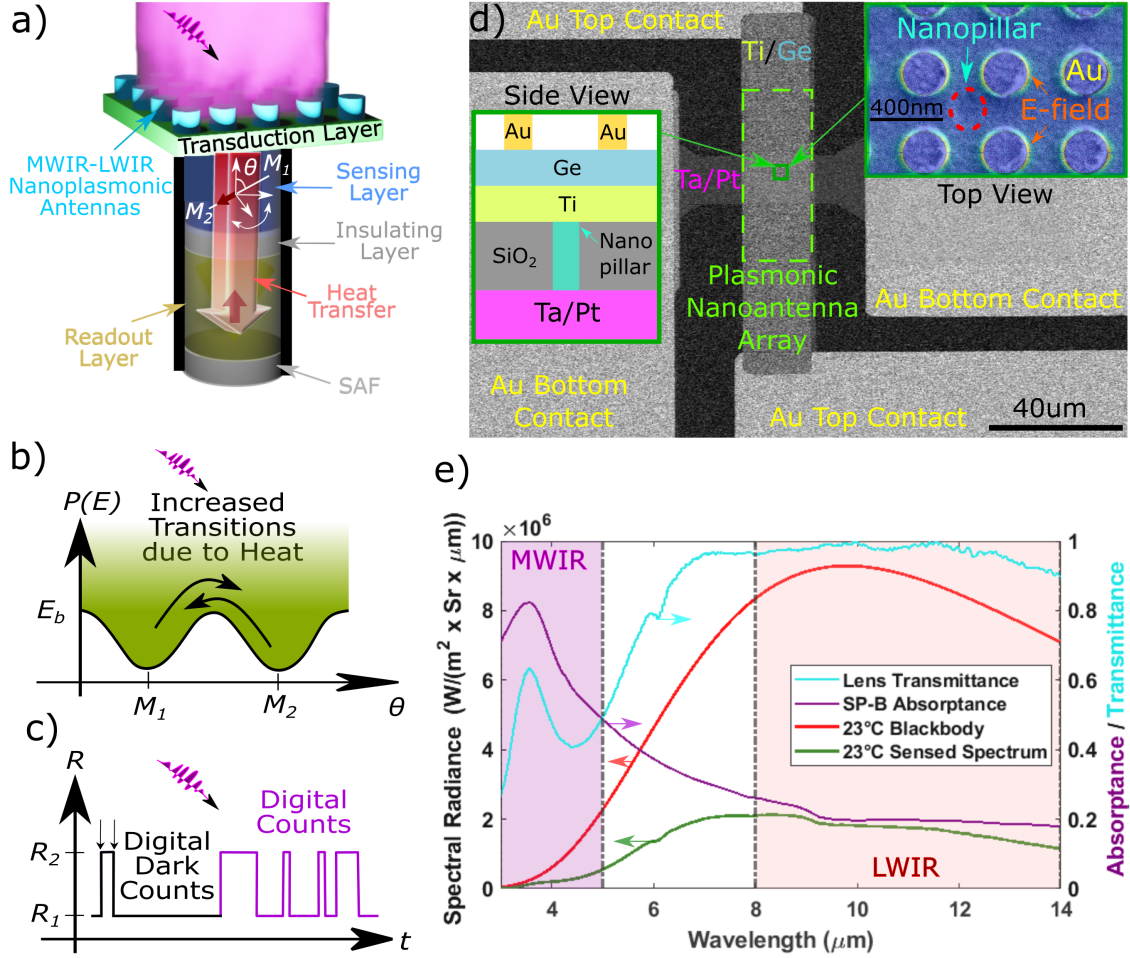 a)
Transduction Layer
MWIR-LWIR
Nanoplasmonic
Antennas
θ
M1
M2
Sensing
Layer
Insulating
Layer
Heat
Transfer
Readout
Layer
SAF
b)
P(E)
Increased
Transitions
due to Heat
Eb
M1
M2
θ
c)
R
Digital
Counts
Digital
Dark
Counts
R2
R1
t
d)
Au Top Contact
Ti/Ge
Side View
Au
Au
Ge
Ti
SiO2
Nano
pillar
Ta/Pt
Ta/Pt
Nanopillar
Au
400nm
E-field
Top View
Plasmonic
Nanoantenna
Array
Au Bottom Contact
Au Bottom
Contact
Au Top Contact
40um
e)
×10^6
MWIR
LWIR
Lens Transmittance
SP-B Absorptance
23°C Blackbody
23°C Sensed Spectrum
Spectral Radiance (W/(m^2 x Sr x μm))
10
8
6
4
2
0
1
0.8
0.6
0.4
0.2
0
Absorptance / Transmittance
4
6
8
10
12
14
Wavelength (μm)